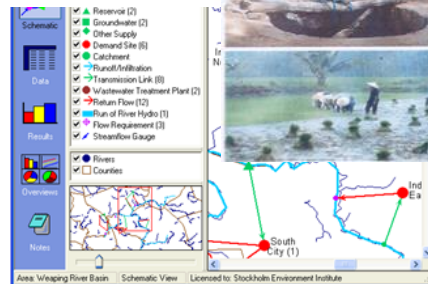 Schematic
Data
Results
Overviews
Notes
Reservoir (2)
Groundwater (2)
Other Supply
Demand Site (6)
Catchment
Runoff/Infiltration
Transmission Link (8)
Wastewater Treatment Plant (2)
Return Flow (12)
Run of River Hydro (1)
Flow Requirement (3)
Streamflow Gauge
Rivers
Counties
South
City (1)
Ind
Ea
Area: Weaping River Basin Schematic View Licensed to: Stockholm Environment Institute